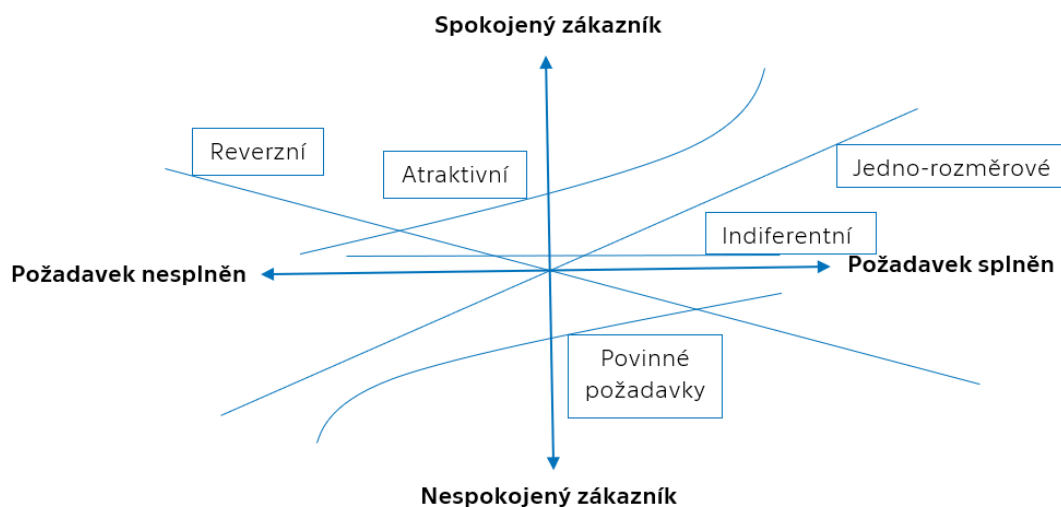 Spokojený zákazník
Reverzní
Atraktivní
Jedno-rozměrové
Indiferentní
Požadavek nesplněn
Požadavek splněn
Povinné
požadavky
Nespokojený zákazník